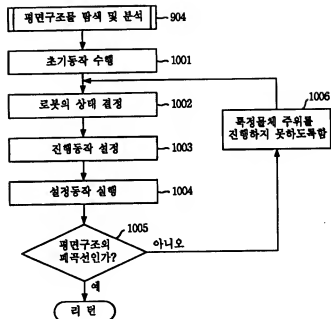 평면구조물 탐색 및 분석
904
초기동작 수행
1001
로봇의 상태 결정
1002
진행동작 설정
1003
설정동작 실행
1004
평면구조의
폐곡선인가?
1005
아니오
예
특정물체 주위를
진행하지 못하도록함
1006
리 턴